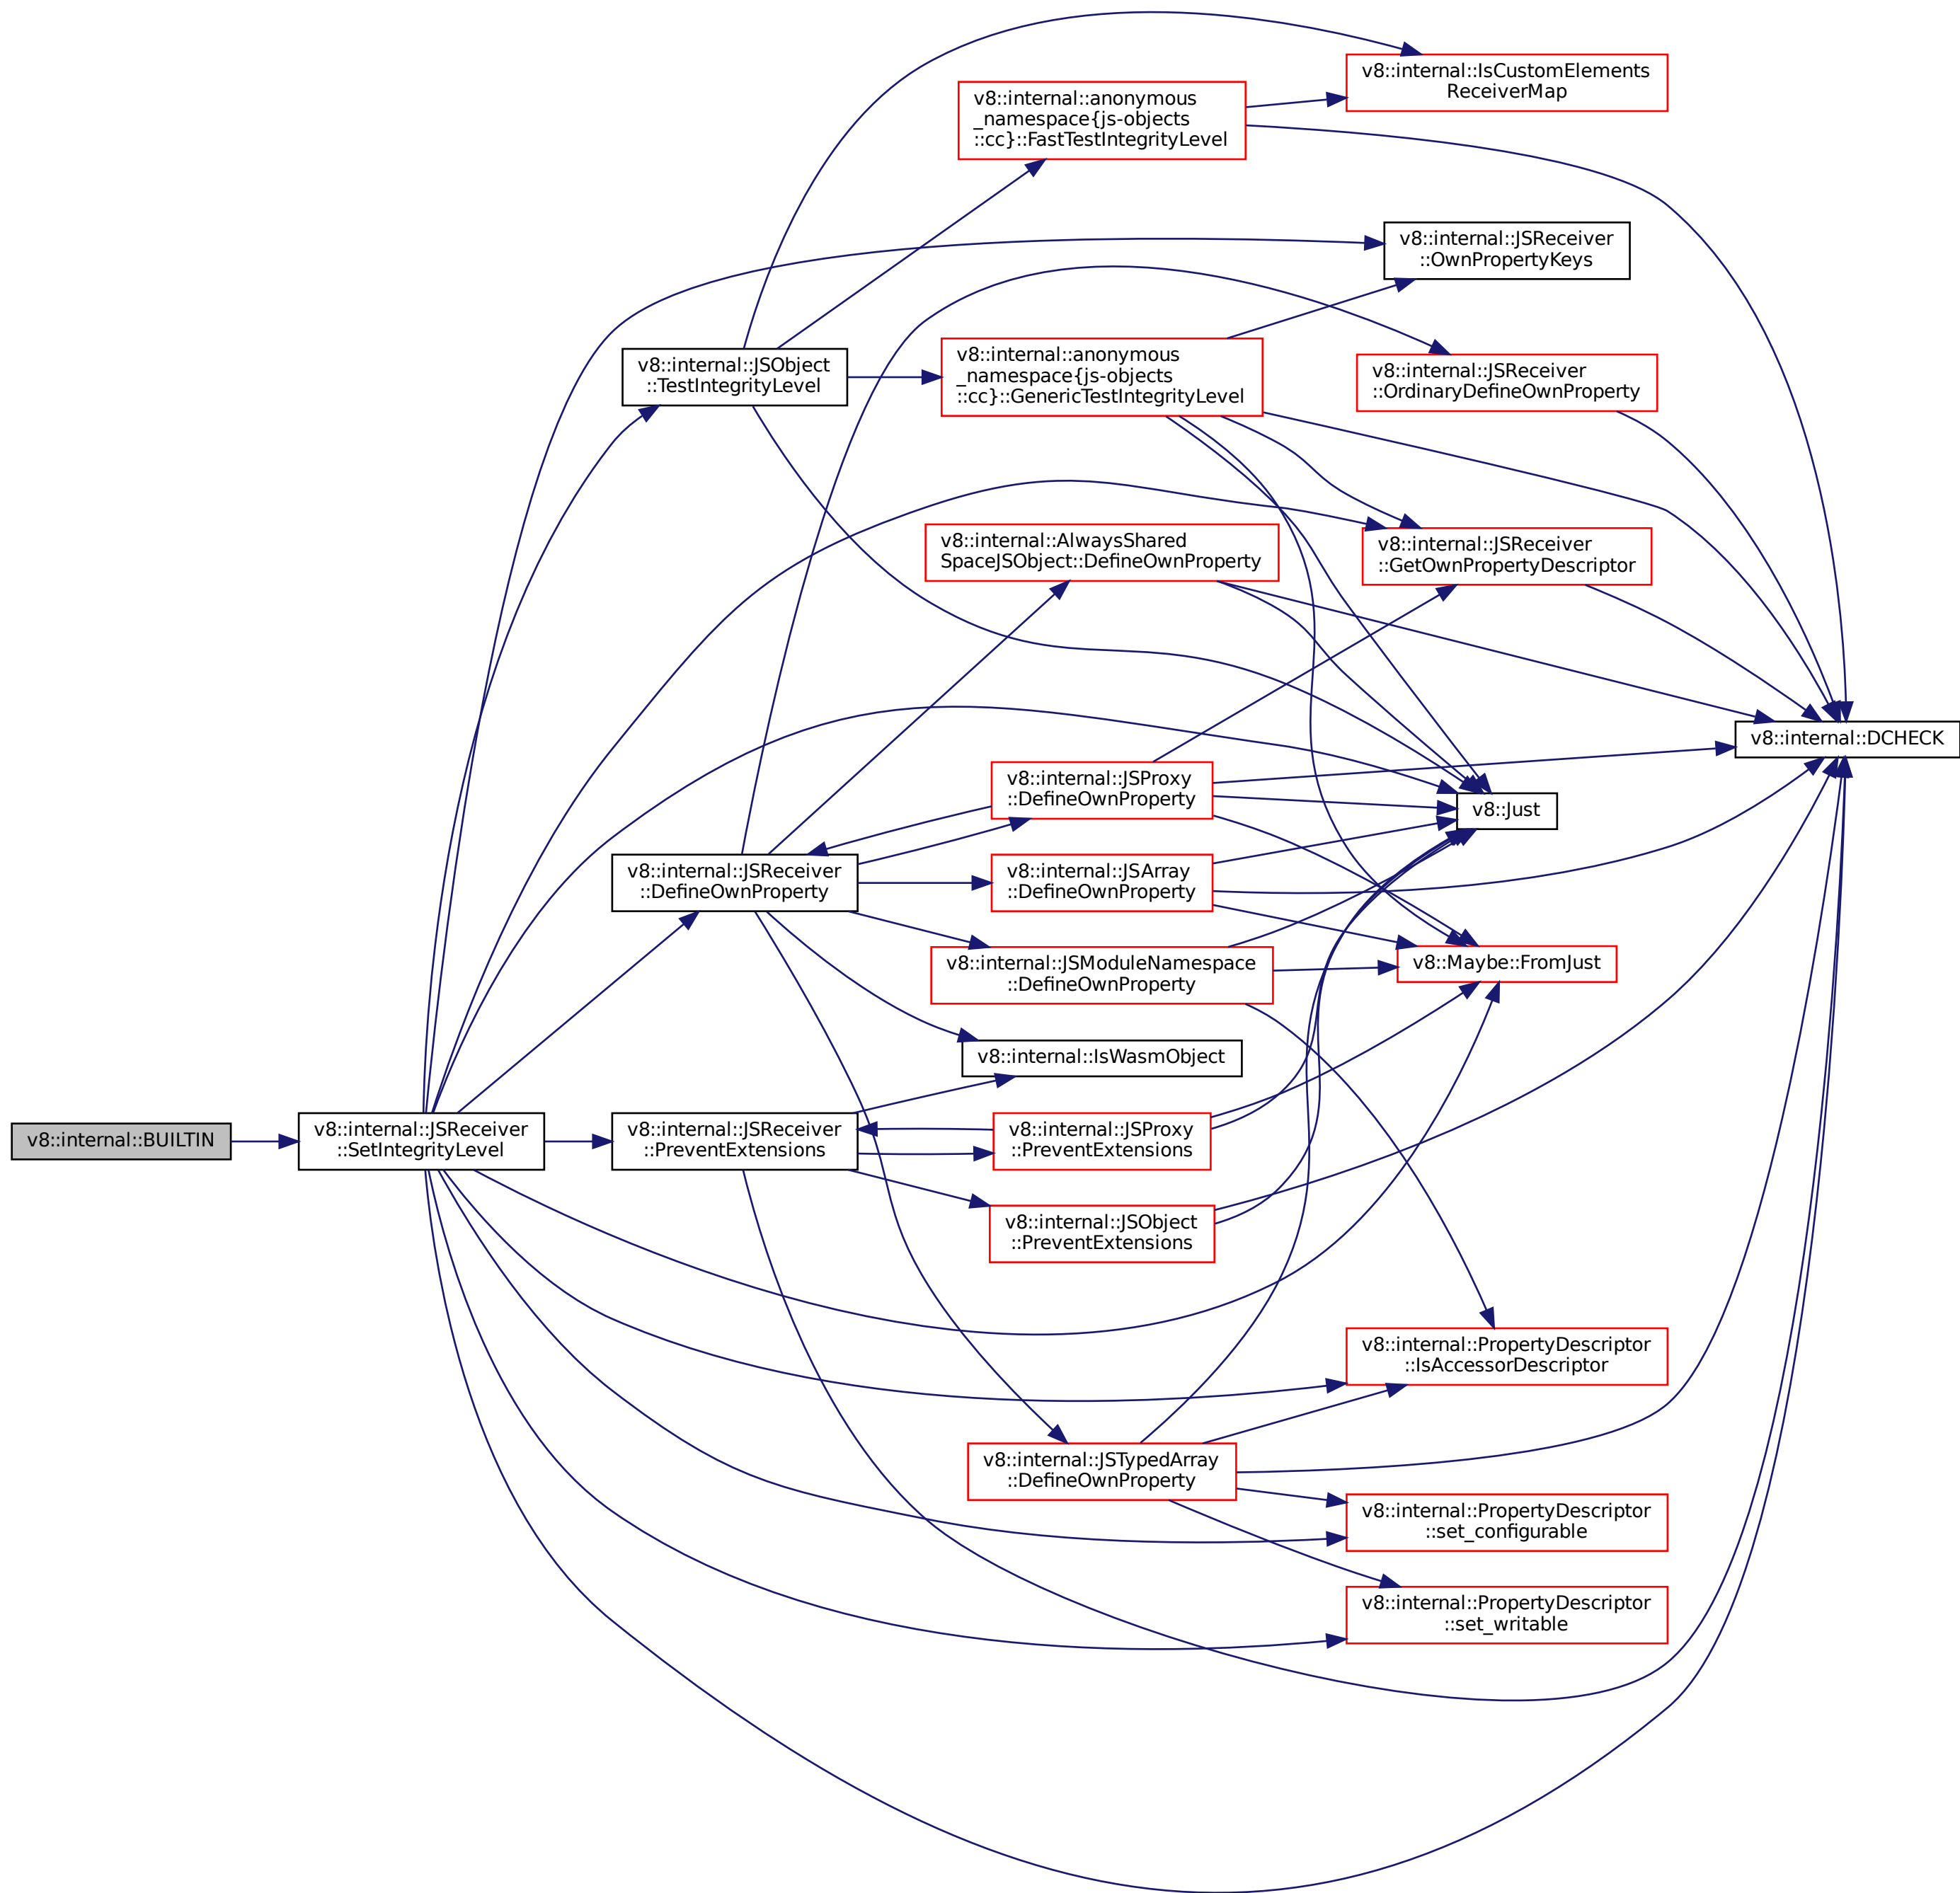 v8::internal::IsCustomElements
ReceiverMap
v8::internal::anonymous
_namespace{js-objects
::cc}::FastTestIntegrityLevel
v8::internal::JSReceiver
::OwnPropertyKeys
v8::internal::JSObject
::TestIntegrityLevel
v8::internal::anonymous
_namespace{js-objects
::cc}::GenericTestIntegrityLevel
v8::internal::JSReceiver
::OrdinaryDefineOwnProperty
v8::internal::AlwaysShared
SpaceJSObject::DefineOwnProperty
v8::internal::JSReceiver
::GetOwnPropertyDescriptor
v8::internal::DCHECK
v8::internal::JSProxy
::DefineOwnProperty
v8::Just
v8::internal::JSReceiver
::DefineOwnProperty
v8::internal::JSArray
::DefineOwnProperty
v8::internal::JSModuleNamespace
::DefineOwnProperty
v8::Maybe::FromJust
v8::internal::IsWasmObject
v8::internal::BUILTIN
v8::internal::JSReceiver
::SetIntegrityLevel
v8::internal::JSReceiver
::PreventExtensions
v8::internal::JSProxy
::PreventExtensions
v8::internal::JSObject
::PreventExtensions
v8::internal::PropertyDescriptor
::IsAccessorDescriptor
v8::internal::JSTypedArray
::DefineOwnProperty
v8::internal::PropertyDescriptor
::set_configurable
v8::internal::PropertyDescriptor
::set_writable